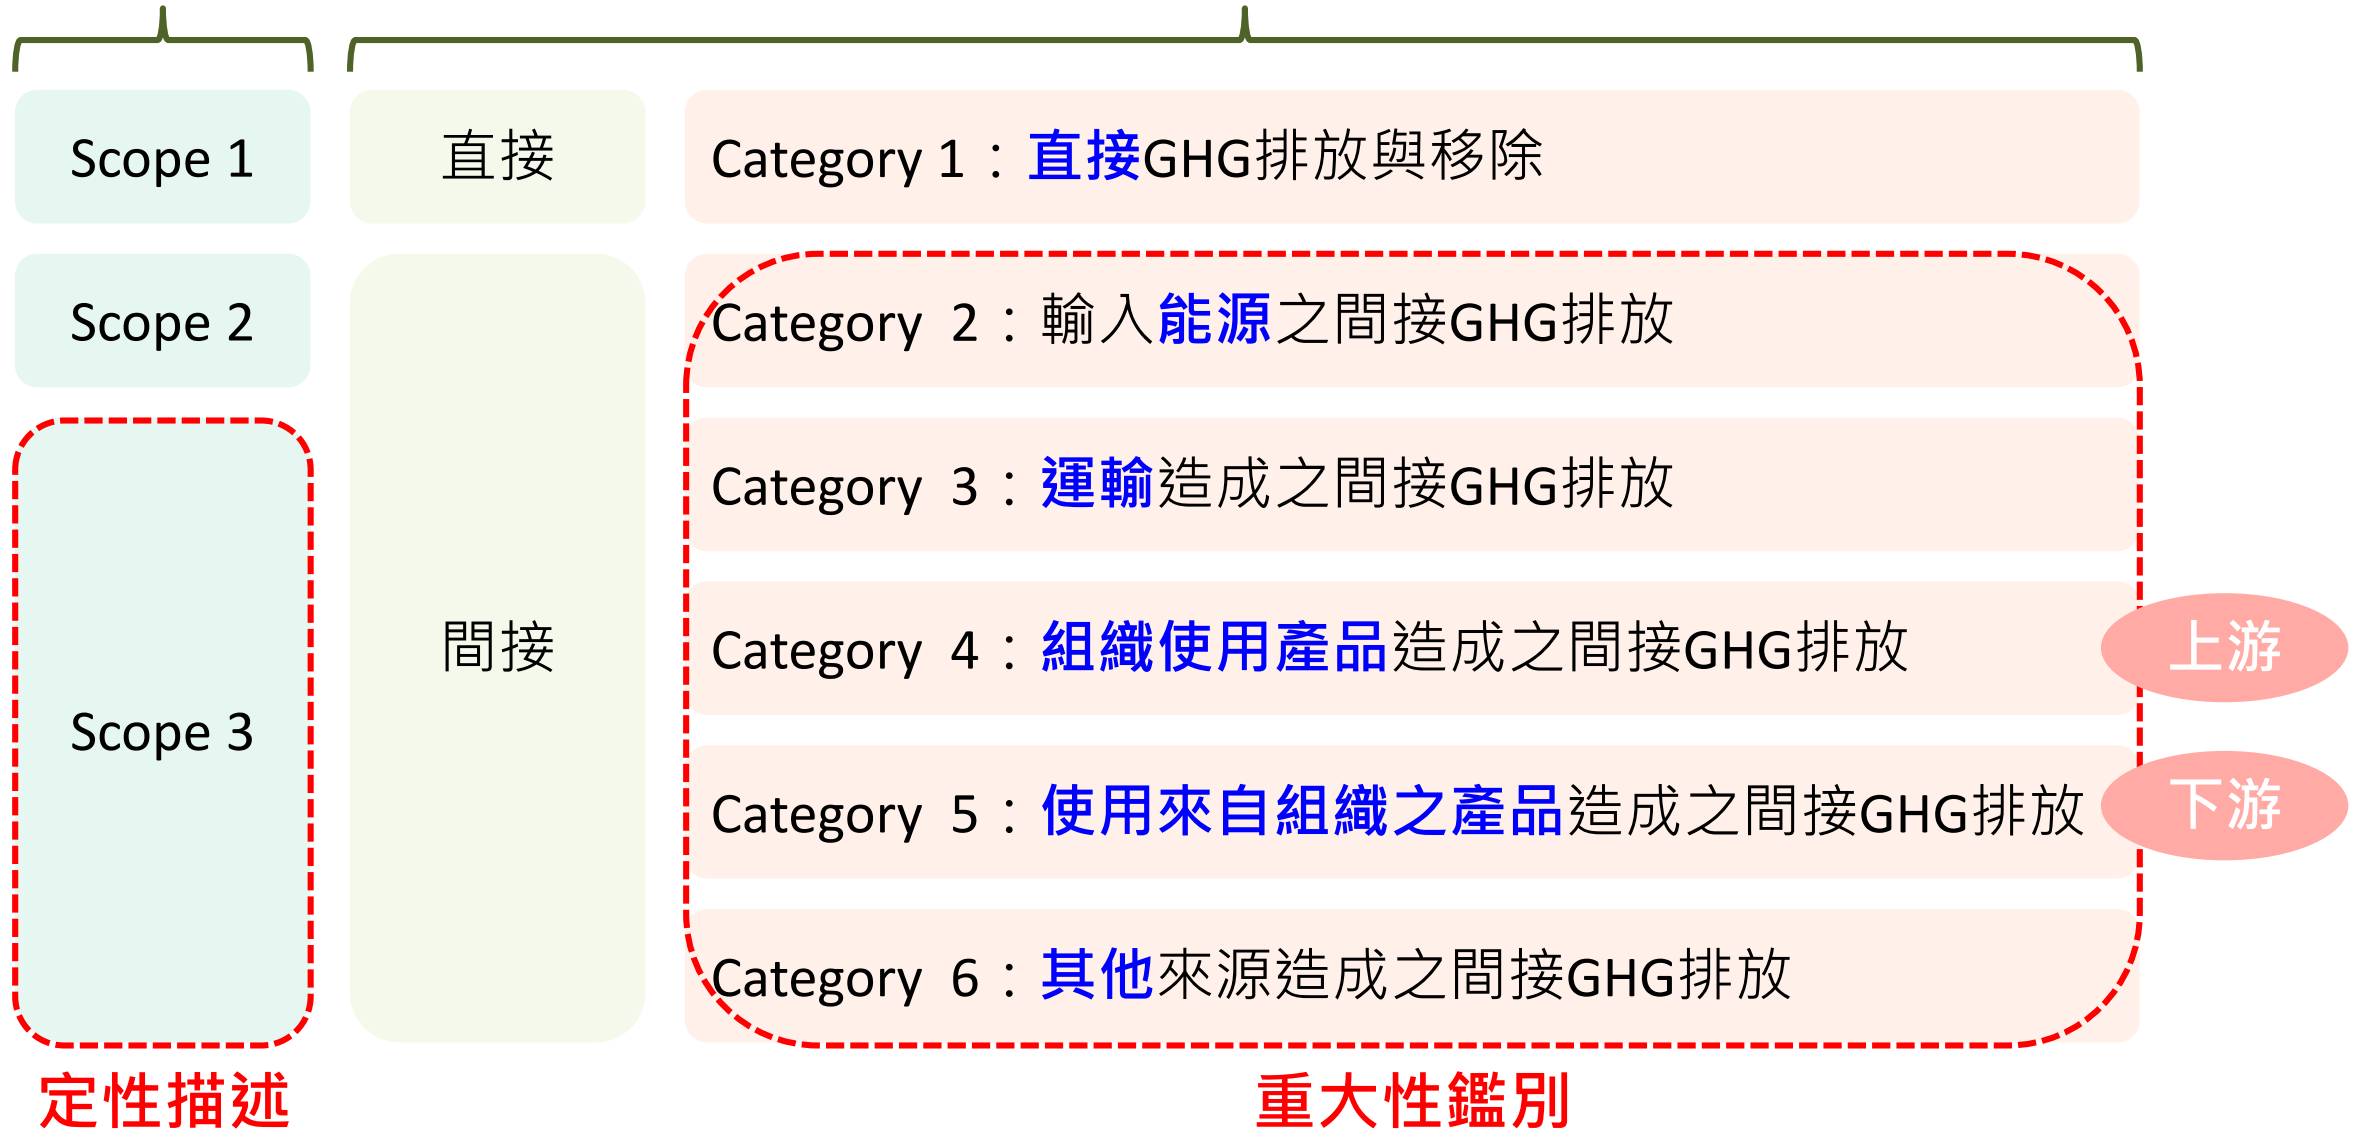 Scope 1
直接
Category 1：直接GHG排放與移除
Scope 2
Category 2：輸入能源之間接GHG排放
Category 3：運輸造成之間接GHG排放
間接
Category 4：組織使用產品造成之間接GHG排放
上游
Scope 3
Category 5：使用來自組織之產品造成之間接GHG排放
下游
Category 6：其他來源造成之間接GHG排放
定性描述
重大性鑑別